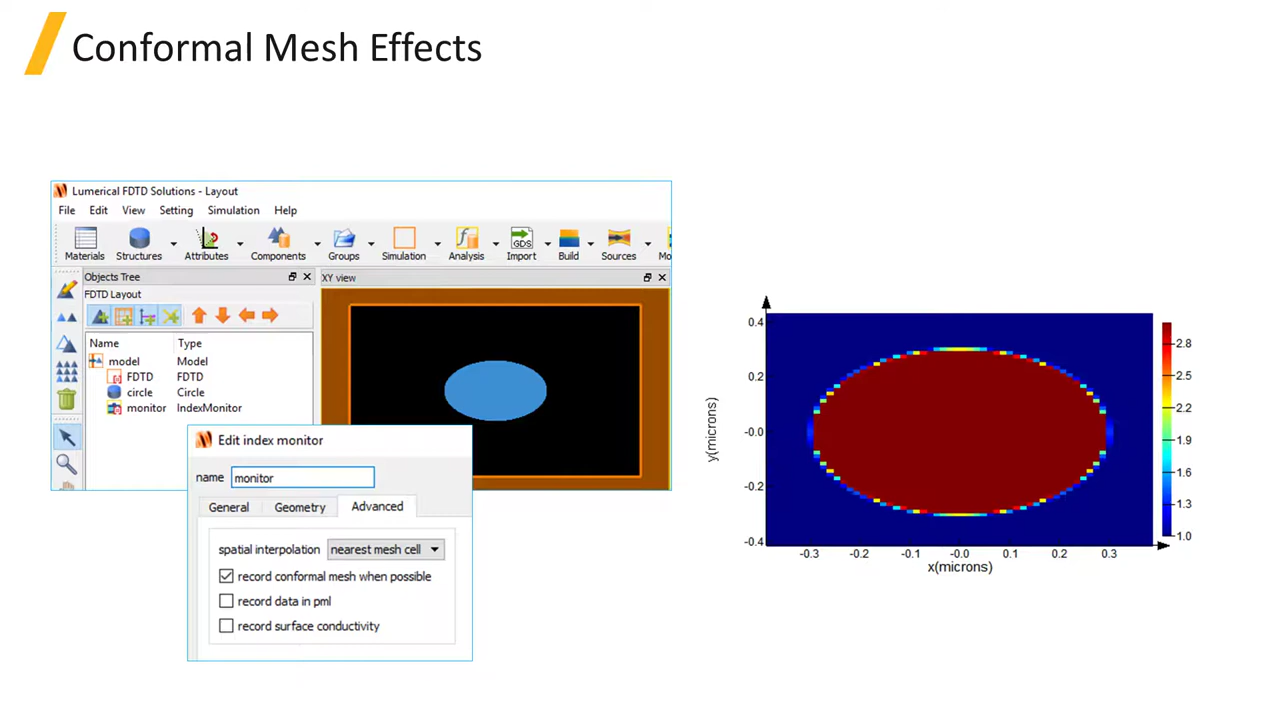 Conformal Mesh Effects
Lumerical FDTD Solutions - Layout
File Edit View Setting Simulation Help
Materials Structures Attributes Components Groups Simulation Analysis Import Build Sources Mo
GDS
Objects Tree
XY view
FDTD Layout
Name Type
model Model
FDTD FDTD
circle Circle
monitor IndexMonitor
Edit index monitor
name monitor
General Geometry Advanced
spatial interpolation nearest mesh cell
record conformal mesh when possible
record data in pml
record surface conductivity
0.4
0.2
-0.0
-0.2
-0.4
y(microns)
-0.3 -0.2 -0.1 -0.0 0.1 0.2 0.3
x(microns)
2.8
2.5
2.2
1.9
1.6
1.3
1.0